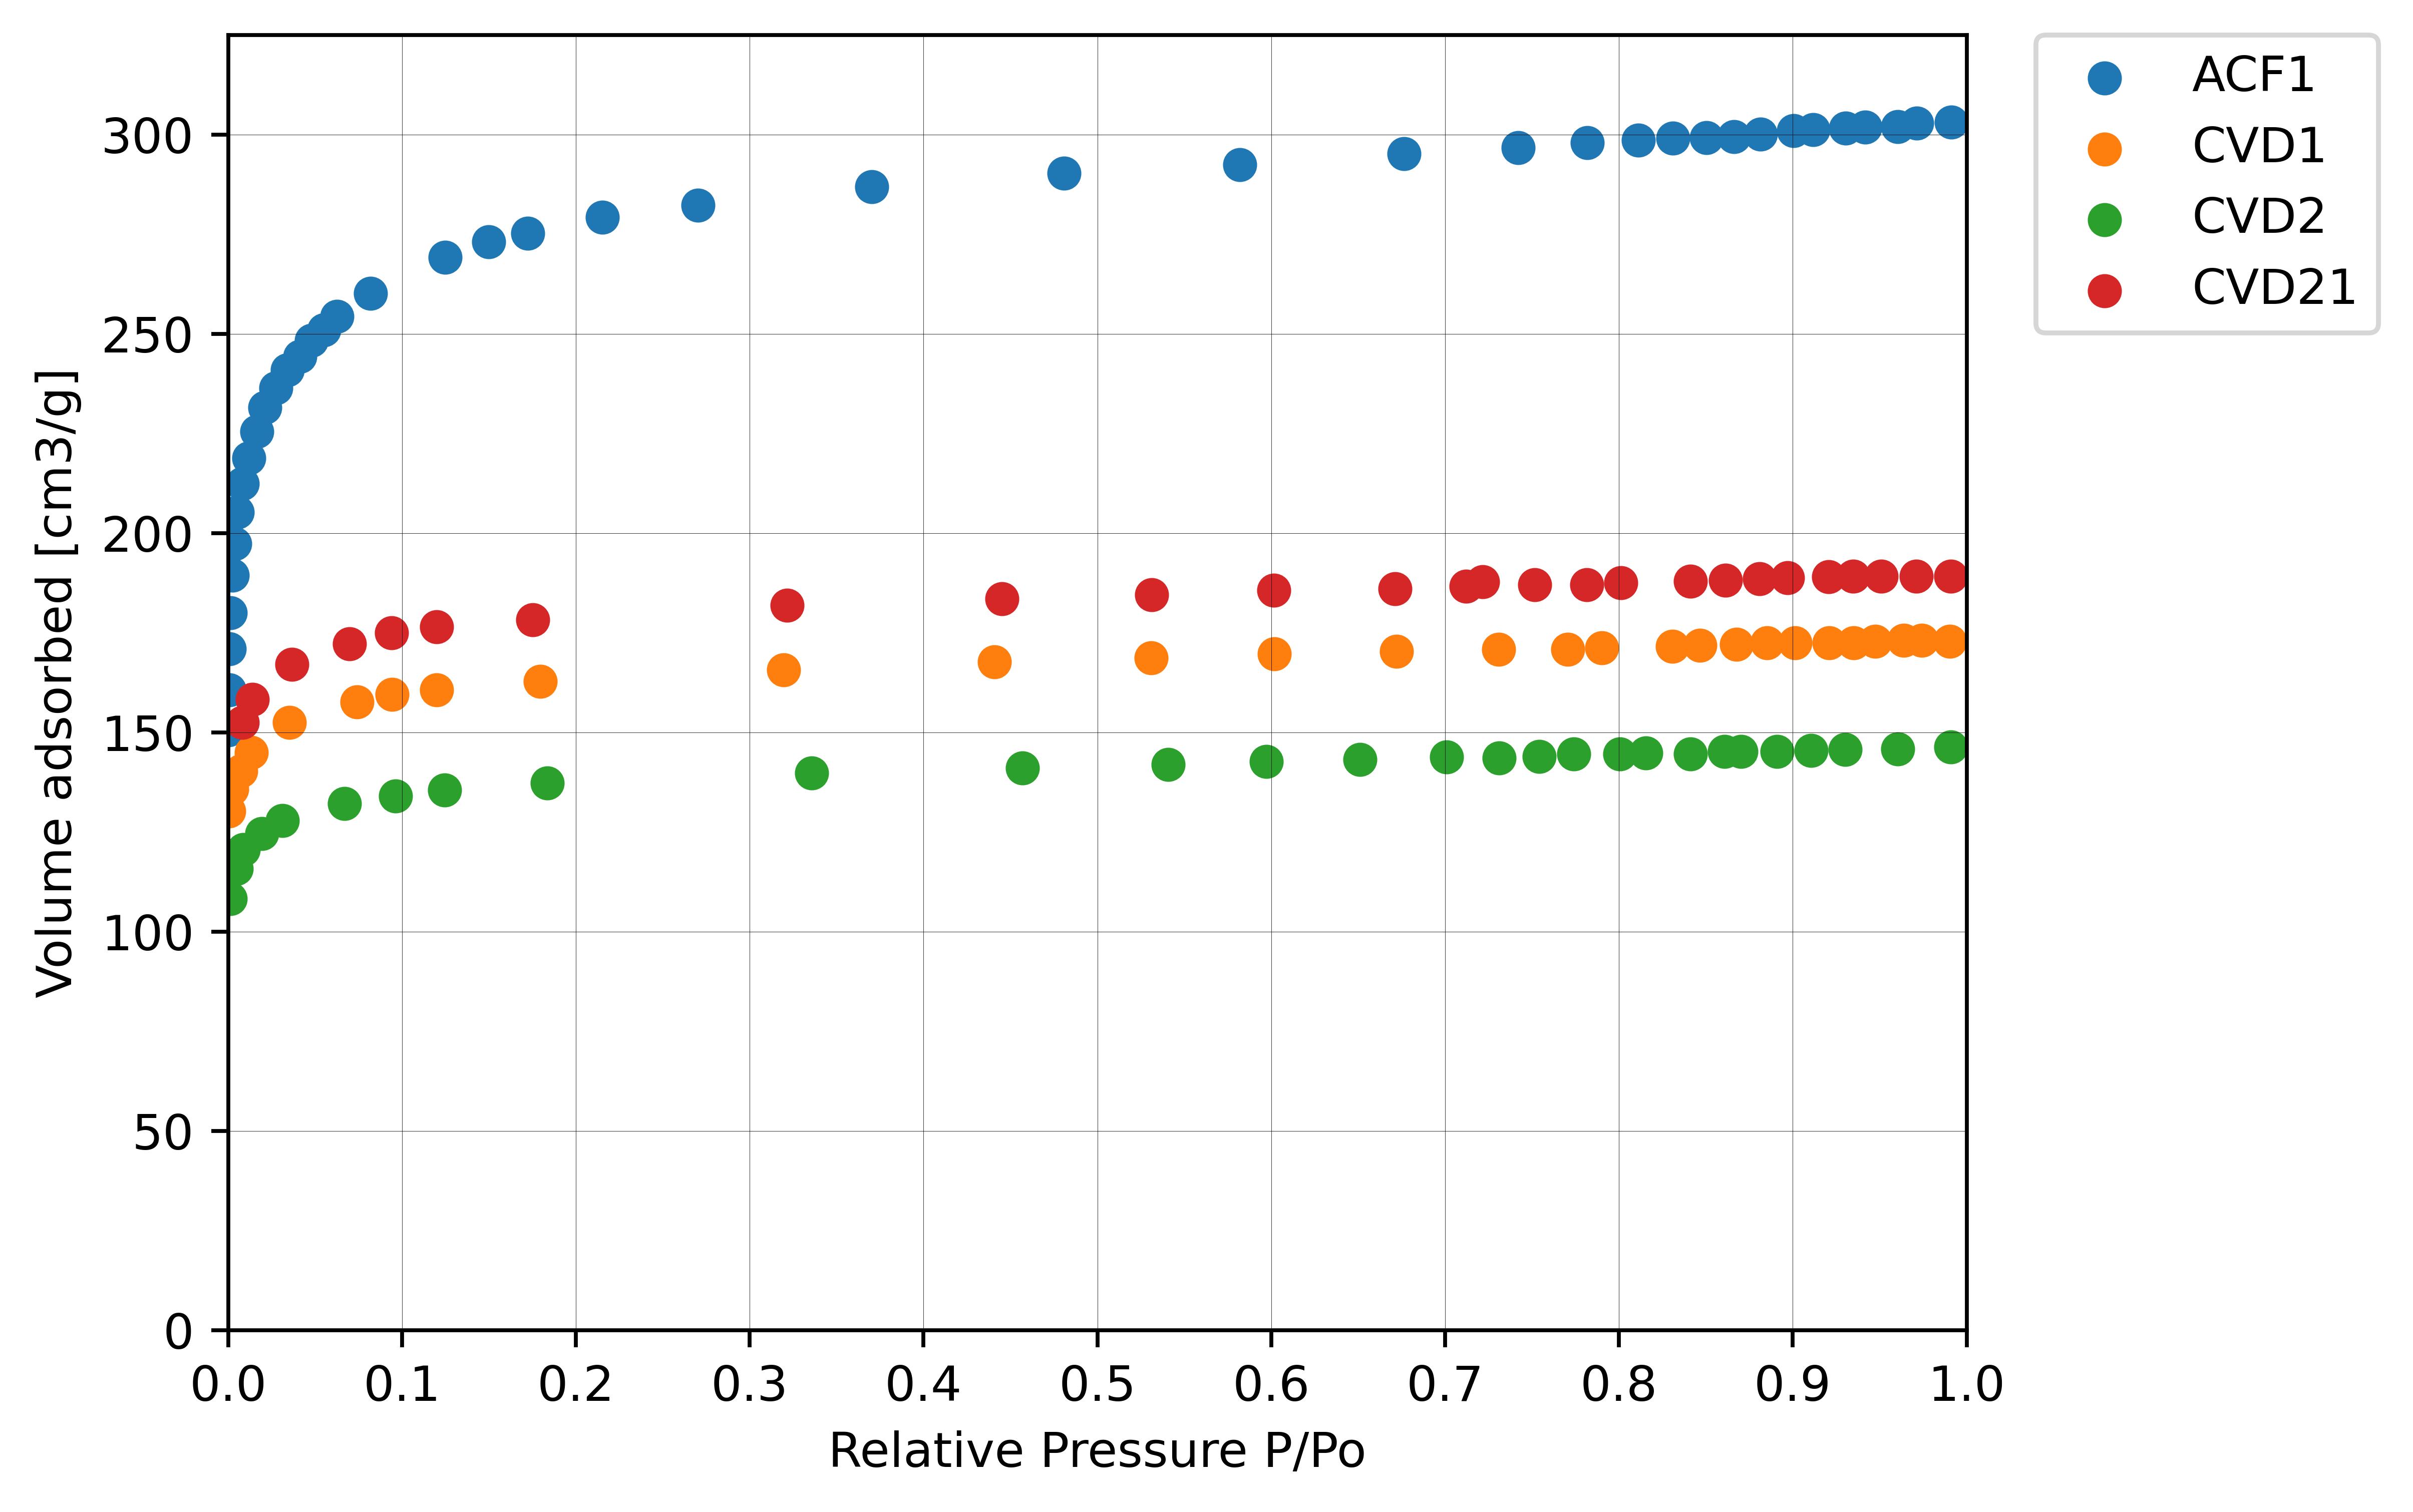 ACF1
CVD1
CVD2
CVD21
300
250
200
150
100
50
0
Volume adsorbed [cm3/g]
0.0 0.1 0.2 0.3 0.4 0.5 0.6 0.7 0.8 0.9 1.0
Relative Pressure P/Po